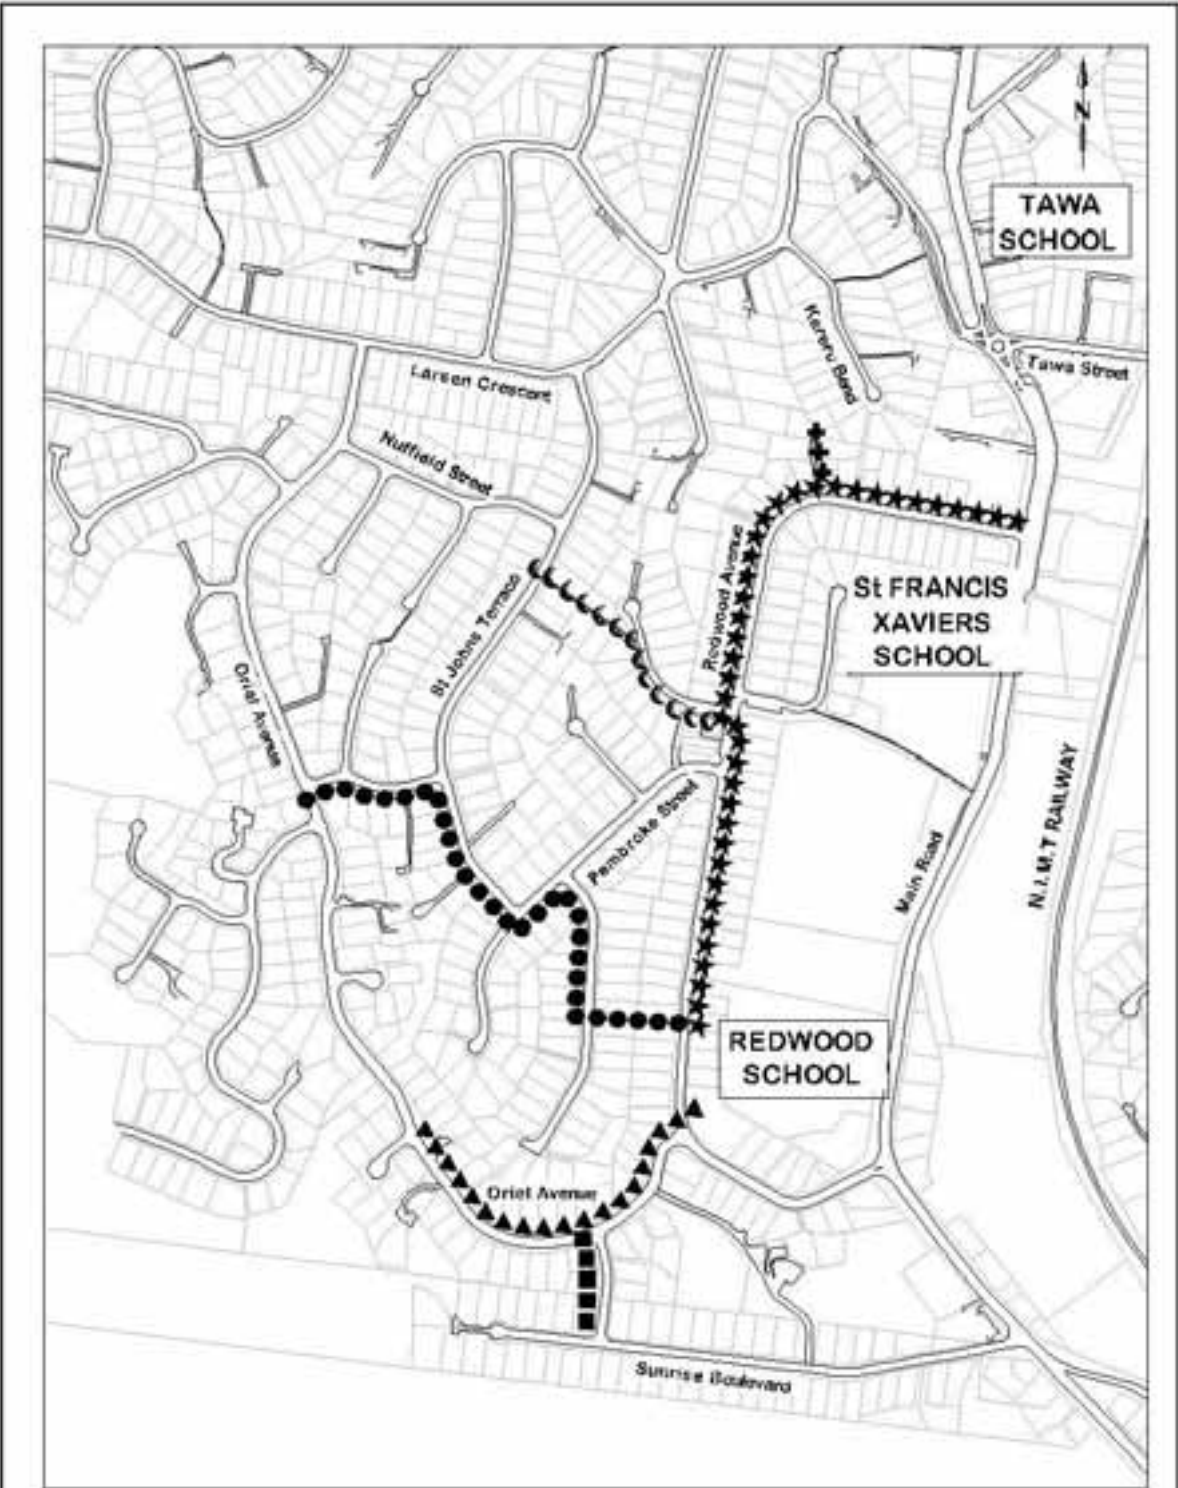 N
TAWA
SCHOOL
Kereru Bend
Tawa Street
Larsen Crescent
Nuffield Street
Redwood Avenue
St FRANCIS
XAVIERS
SCHOOL
St Johns Terrace
Oriel Avenue
Pembroke Street
Main Road
N.I.M.T RAILWAY
REDWOOD
SCHOOL
Oriel Avenue
Sunrise Boulevard